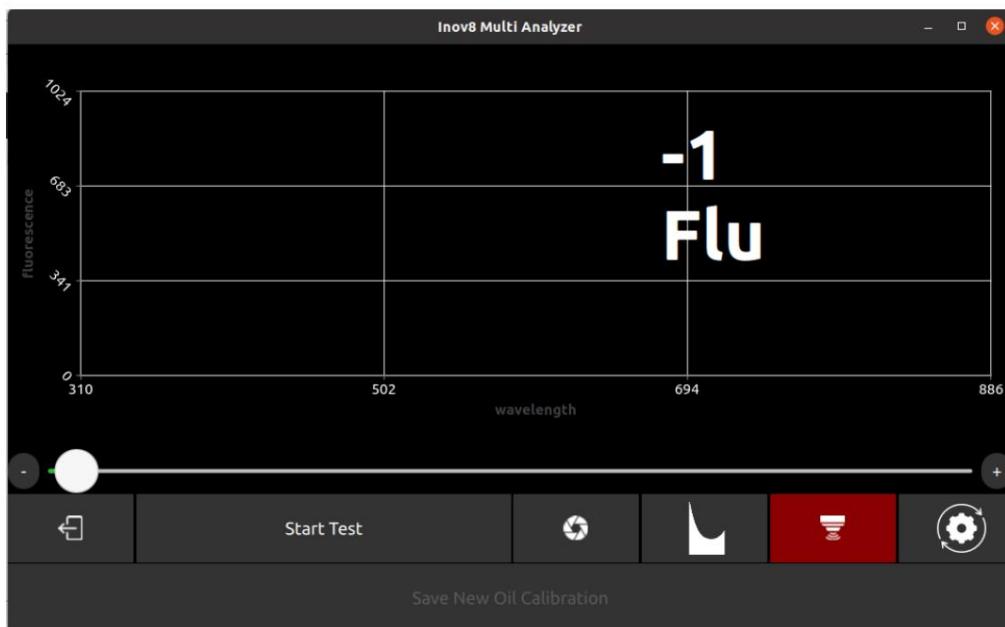 Inov8 Multi Analyzer
1024
683
341
0
fluorescence
-1
Flu
310 502 694 886
wavelength
- +
Start Test
Save New Oil Calibration